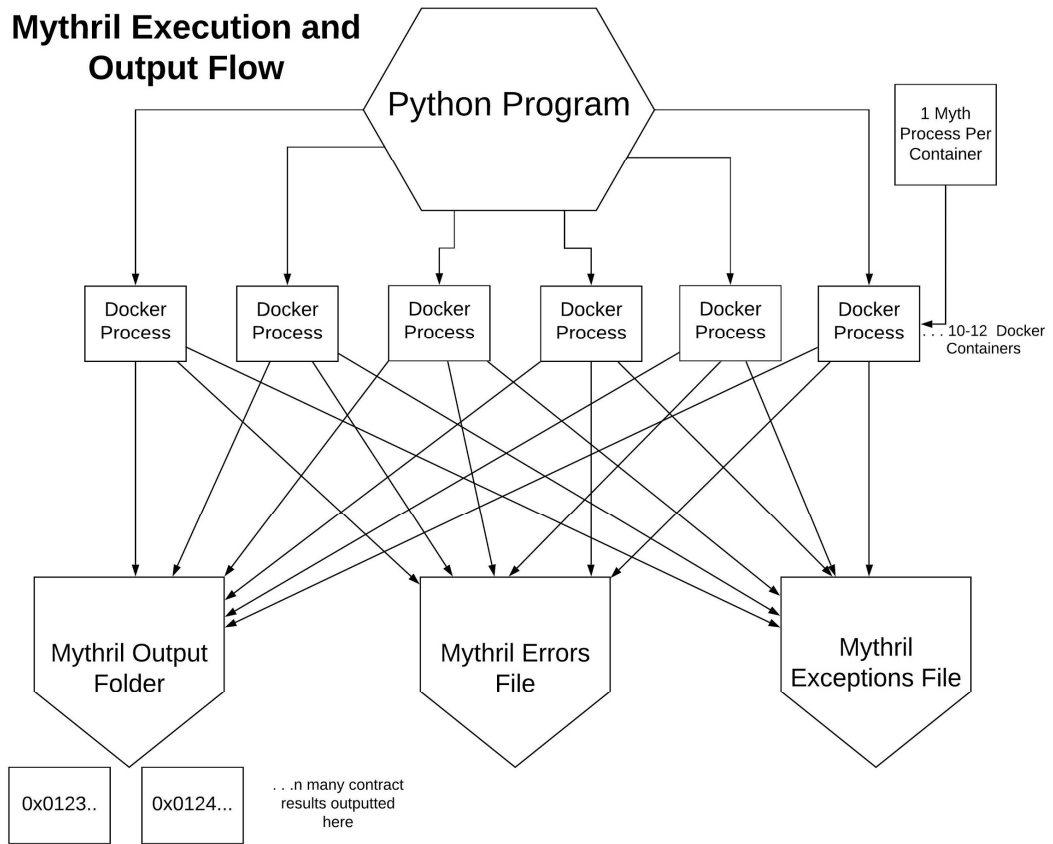 Mythril Execution and
Output Flow
Python Program
1 Myth
Process Per
Container
Docker
Process
Docker
Process
Docker
Process
Docker
Process
Docker
Process
Docker
Process
. . . 10-12 Docker
Containers
Mythril Output
Folder
Mythril Errors
File
Mythril
Exceptions File
0x0123..
0x0124...
. . .n many contract
results outputted
here